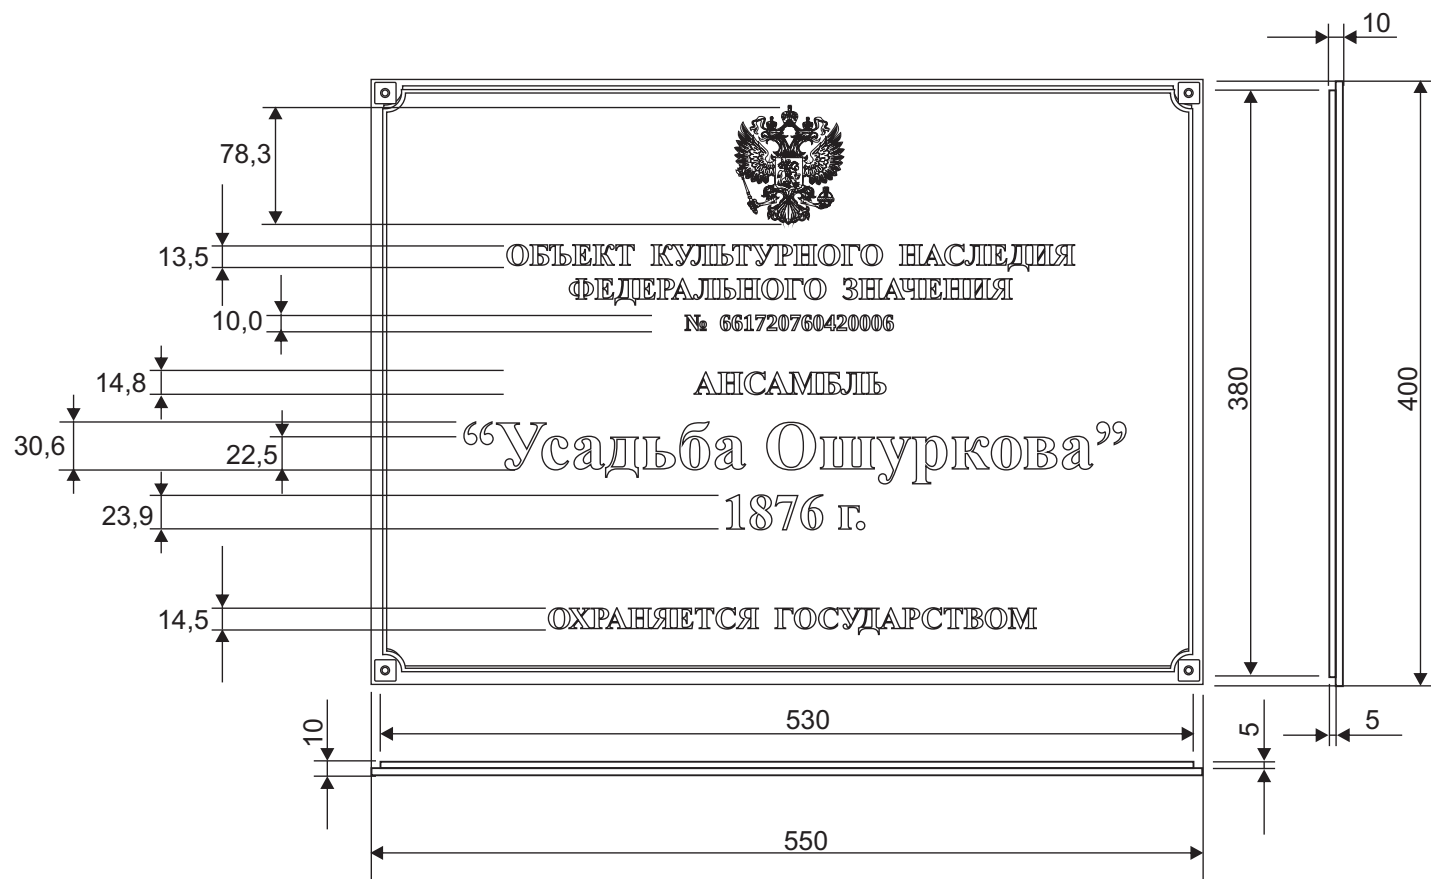 10
78,3
13,5
ОБЪЕКТ КУЛЬТУРНОГО НАСЛЕДИЯ
ФЕДЕРАЛЬНОГО ЗНАЧЕНИЯ
10,0
№ 661720760420006
14,8
АНСАМБЛЬ
380
400
30,6
22,5
“Усадьба Ошуркова”
23,9
1876 г.
14,5
ОХРАНЯЕТСЯ ГОСУДАРСТВОМ
10
530
5
5
550